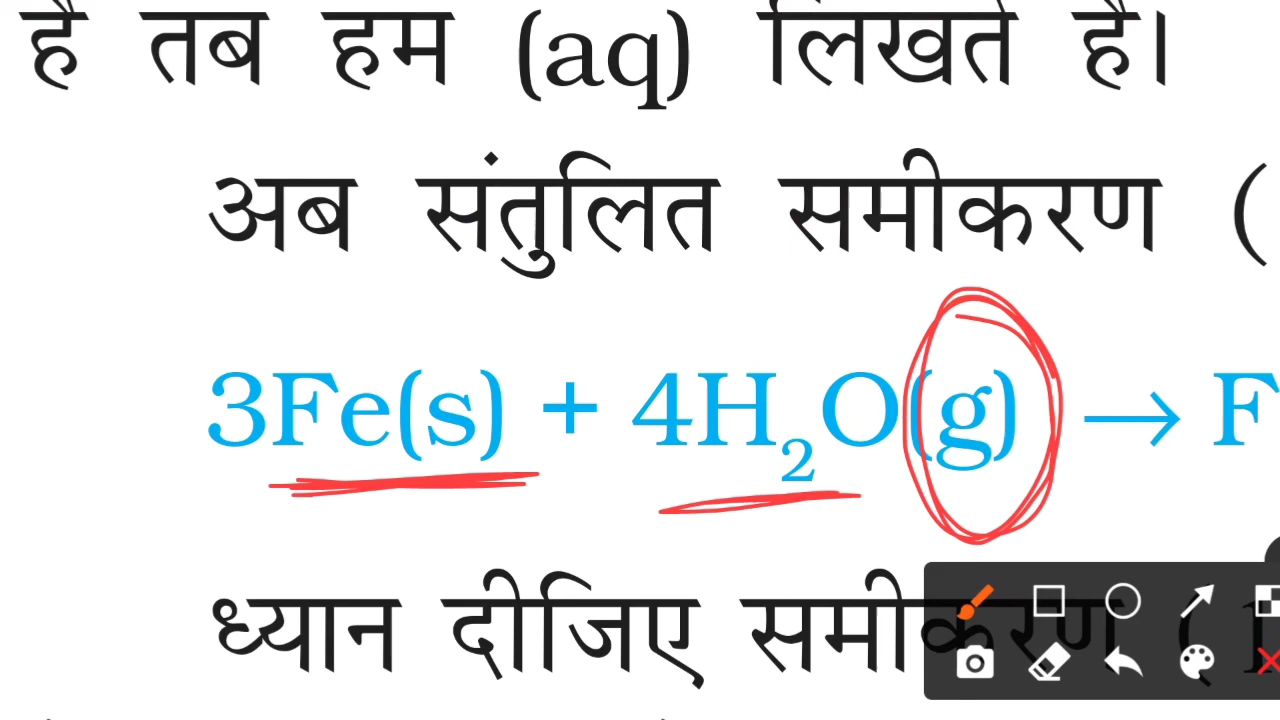 है तब हम (aq) लिखते हैं।
अब संतुलित समीकरण (
3Fe(s) + 4H₂O(g) → F
ध्यान दीजिए समीकरण (